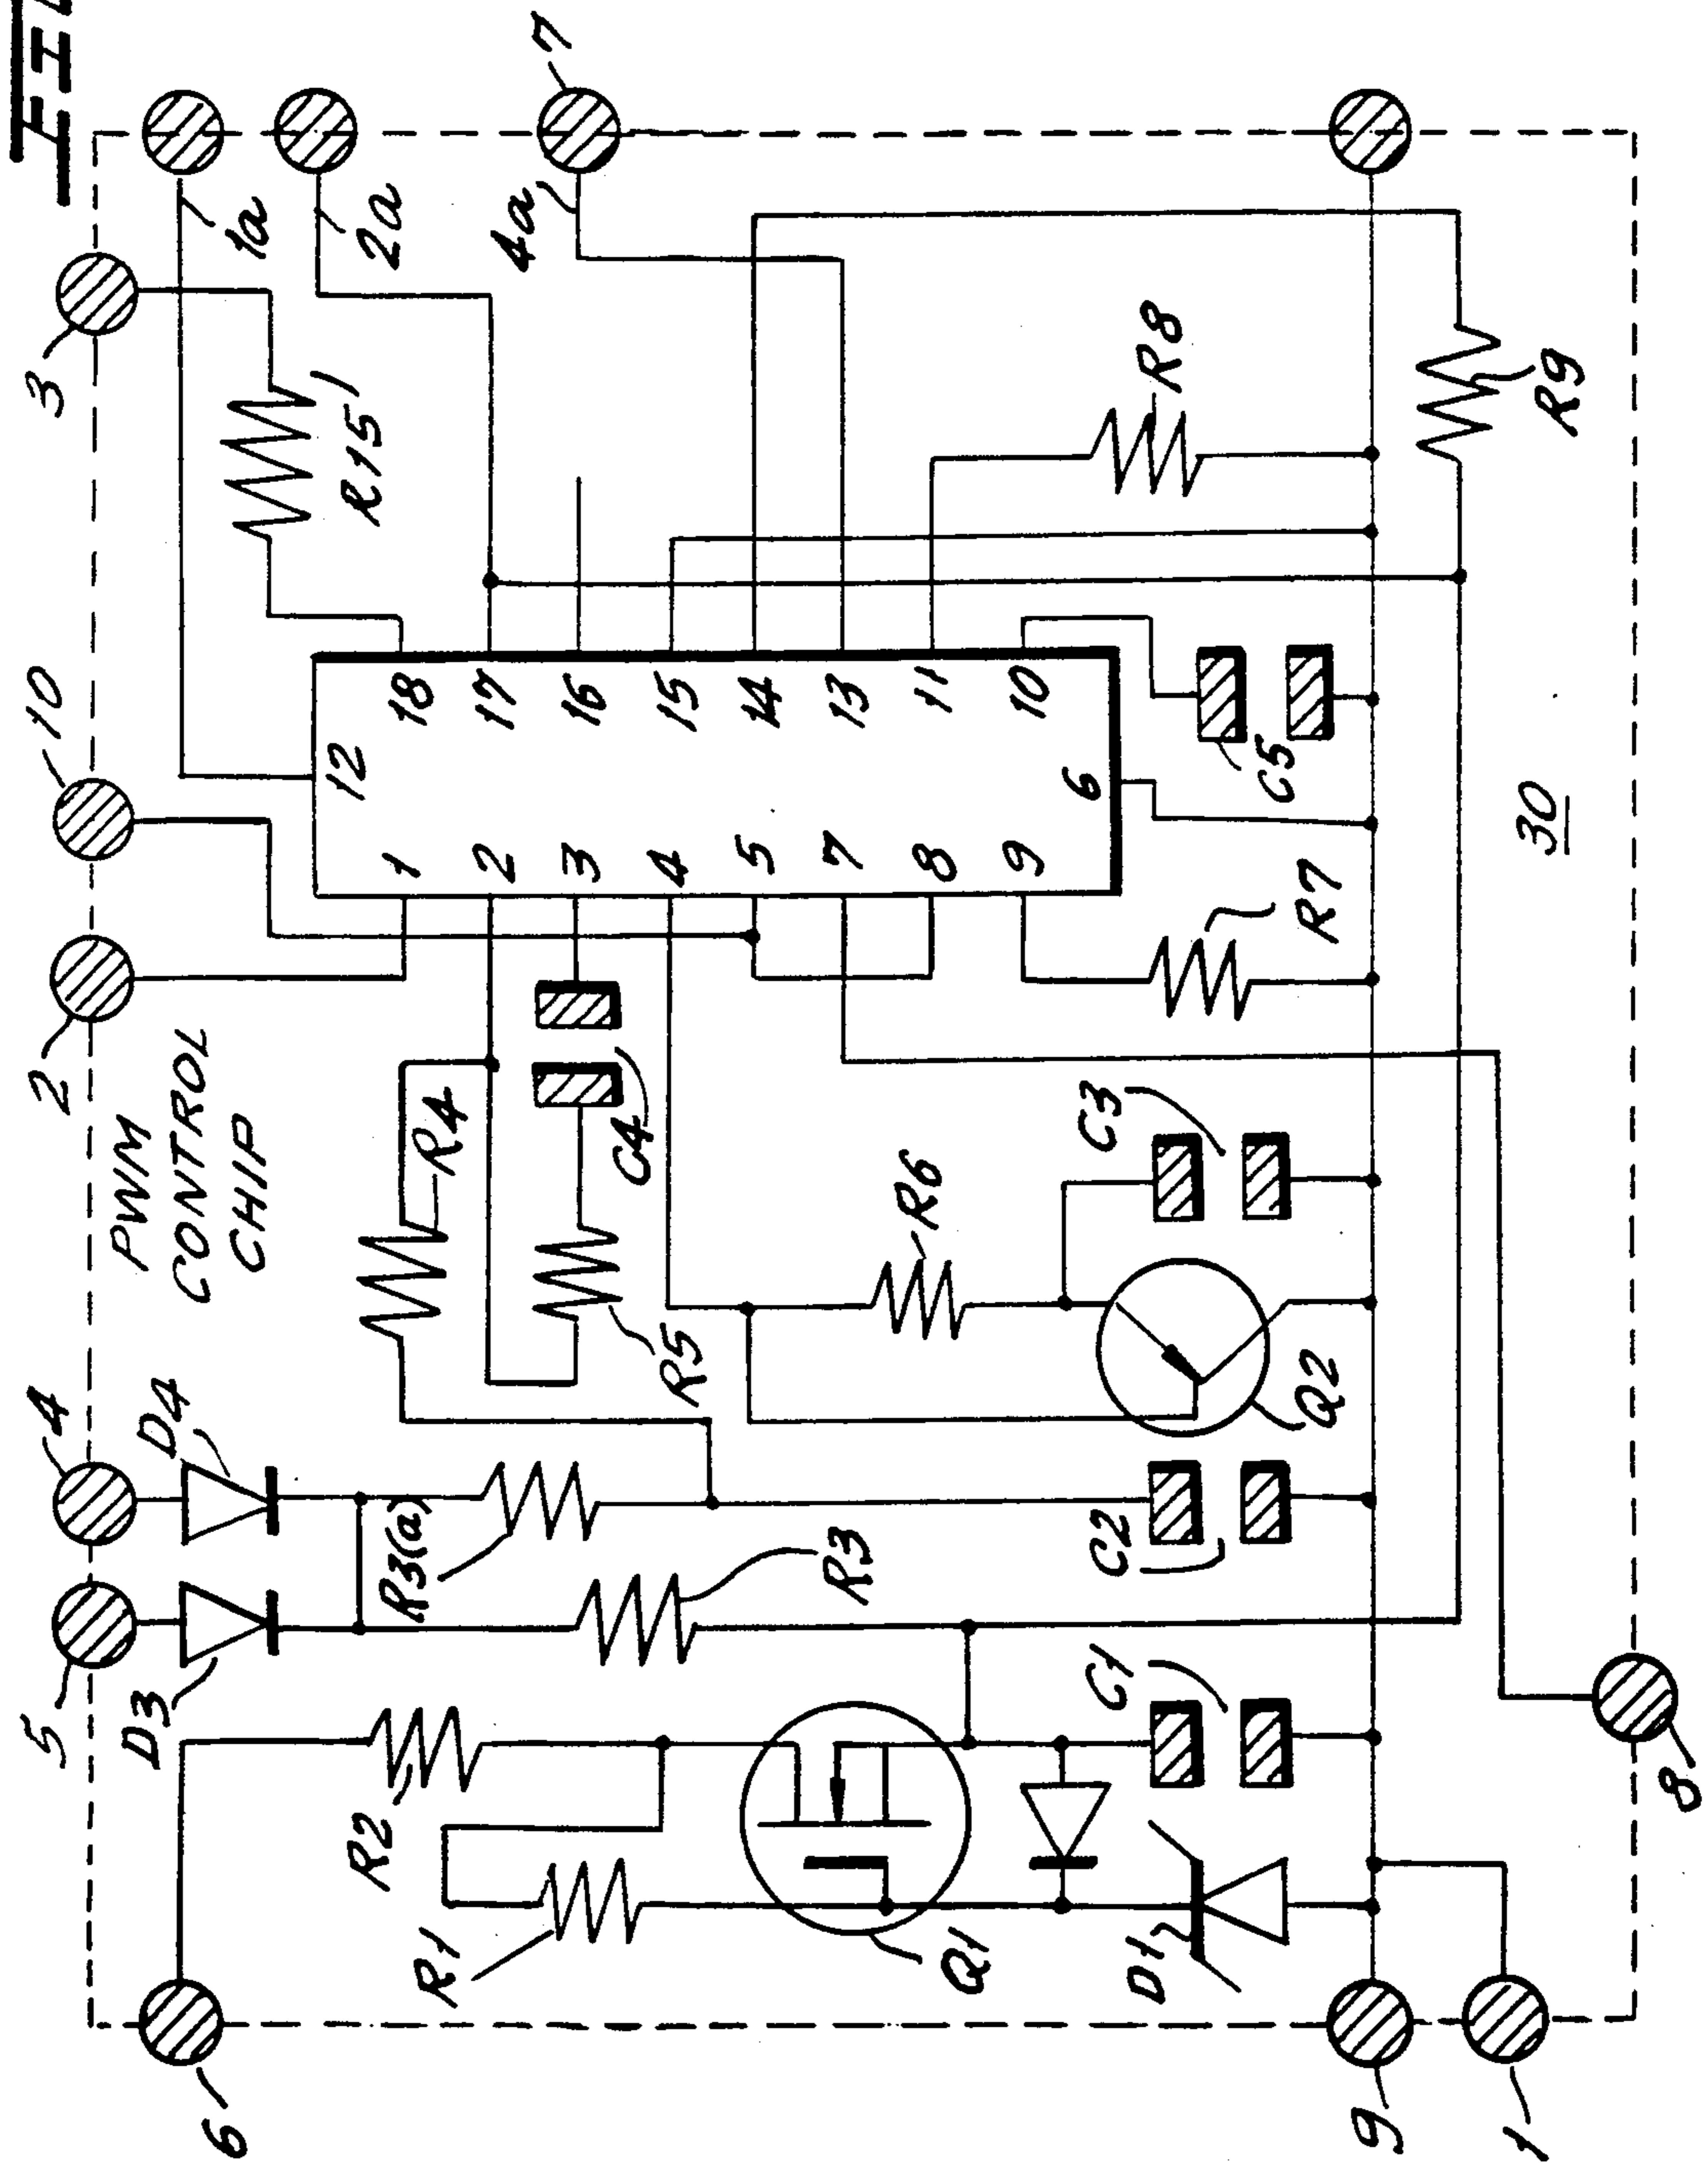 3
10
2
4
5
1a
2a
7
4a
PWM
CONTROL
CHIP
D4
D3
R15
R4
R3(a)
R2
12
1
18
2
17
3
16
4
15
5
14
7
13
8
11
9
10
6
C4
R5
R3
R1
R6
Q1
R8
C3
C2
C1
Q2
D1
R7
C5
R9
30
6
9
1
8